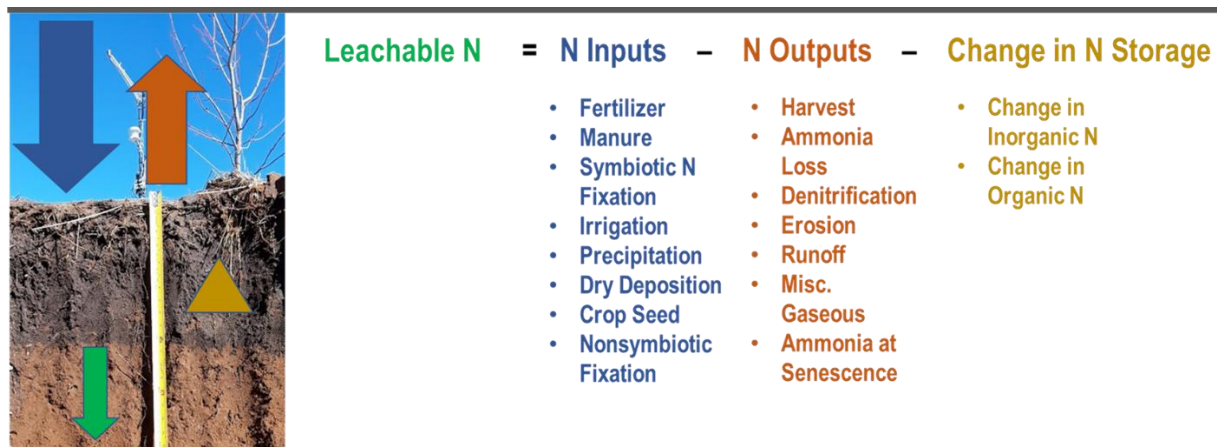 Leachable N = N Inputs – N Outputs – Change in N Storage
• Fertilizer
• Manure
• Symbiotic N
Fixation
• Irrigation
• Precipitation
• Dry Deposition
• Crop Seed
• Nonsymbiotic
Fixation
• Harvest
• Ammonia
Loss
• Denitrification
• Erosion
• Runoff
• Misc.
Gaseous
• Ammonia at
Senescence
• Change in
Inorganic N
• Change in
Organic N